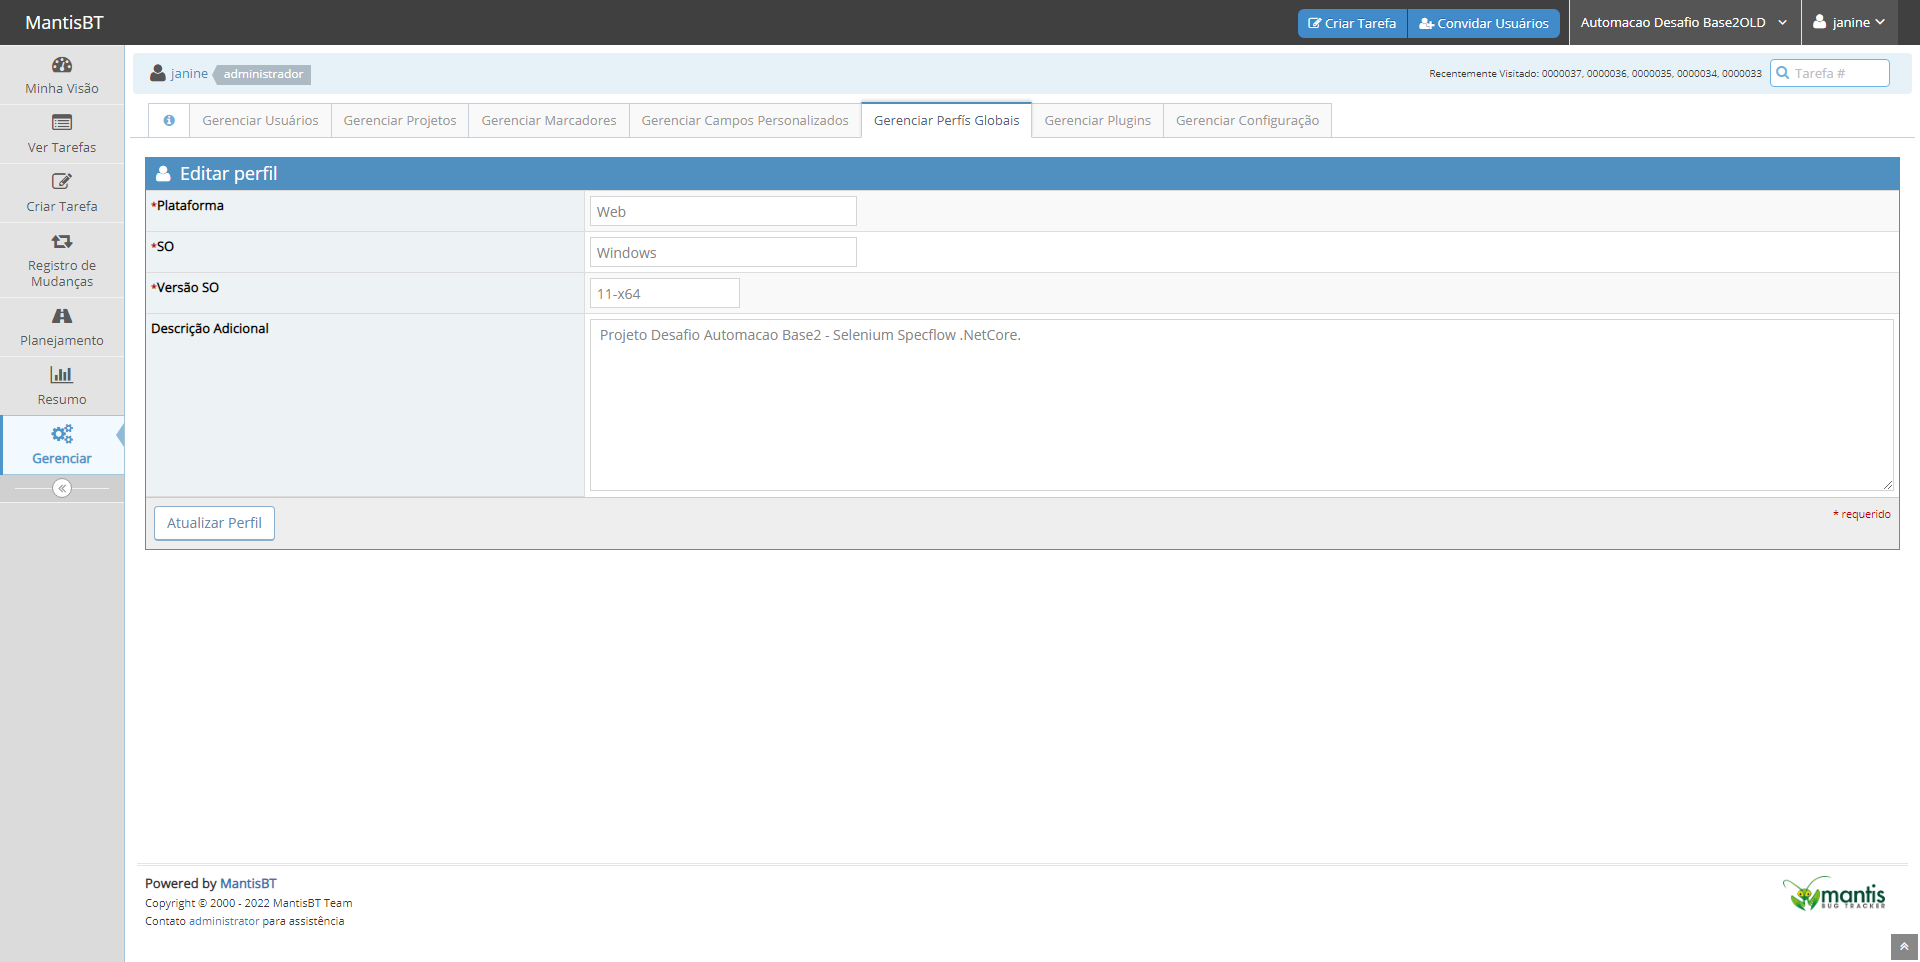 MantisBT
Criar Tarefa
Convidar Usuários
Automacao Desafio Base2OLD
janine
Minha Visão
Ver Tarefas
Criar Tarefa
Registro de
Mudanças
Planejamento
Resumo
Gerenciar
janine
administrador
Recentemente Visitado: 0000037, 0000036, 0000035, 0000034, 0000033
Tarefa #
Gerenciar Usuários
Gerenciar Projetos
Gerenciar Marcadores
Gerenciar Campos Personalizados
Gerenciar Perfís Globais
Gerenciar Plugins
Gerenciar Configuração
Editar perfil
*Plataforma
Web
*SO
Windows
*Versão SO
11-x64
Descrição Adicional
Projeto Desafio Automacao Base2 - Selenium Specflow .NetCore.
Atualizar Perfil
* requerido
Powered by MantisBT
Copyright © 2000 - 2022 MantisBT Team
Contato administrator para assistência
mantis
BUG TRACKER